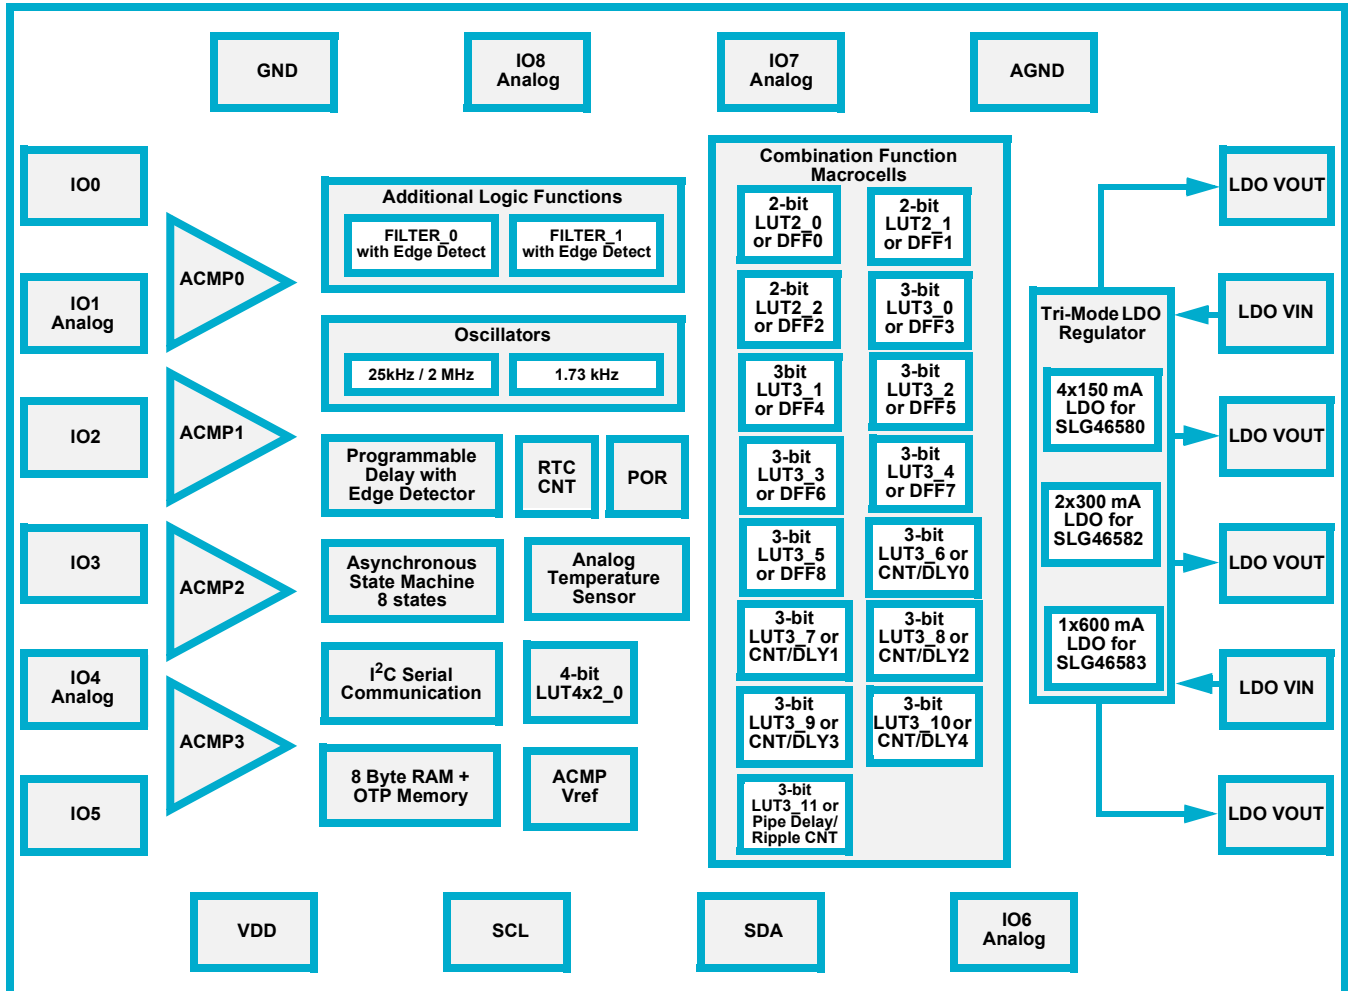 GND
IO8
Analog
IO7
Analog
AGND
IO0
IO1
Analog
IO2
IO3
IO4
Analog
IO5
ACMP0
ACMP1
ACMP2
ACMP3
Additional Logic Functions
FILTER_0
with Edge Detect
FILTER_1
with Edge Detect
Oscillators
25kHz / 2 MHz
1.73 kHz
Programmable
Delay with
Edge Detector
RTC
CNT
POR
Asynchronous
State Machine
8 states
Analog
Temperature
Sensor
I2C Serial
Communication
4-bit
LUT4x2_0
8 Byte RAM +
OTP Memory
ACMP
Vref
Combination Function
Macrocells
2-bit
LUT2_0
or DFF0
2-bit
LUT2_1
or DFF1
2-bit
LUT2_2
or DFF2
3-bit
LUT3_0
or DFF3
3bit
LUT3_1
or DFF4
3-bit
LUT3_2
or DFF5
3-bit
LUT3_3
or DFF6
3-bit
LUT3_4
or DFF7
3-bit
LUT3_5
or DFF8
3-bit
LUT3_6 or
CNT/DLY0
3-bit
LUT3_7 or
CNT/DLY1
3-bit
LUT3_8 or
CNT/DLY2
3-bit
LUT3_9 or
CNT/DLY3
3-bit
LUT3_10 or
CNT/DLY4
3-bit
LUT3_11 or
Pipe Delay/
Ripple CNT
Tri-Mode LDO
Regulator
4x150 mA
LDO for
SLG46580
2x300 mA
LDO for
SLG46582
1x600 mA
LDO for
SLG46583
LDO VOUT
LDO VIN
LDO VOUT
LDO VOUT
LDO VIN
LDO VOUT
VDD
SCL
SDA
IO6
Analog